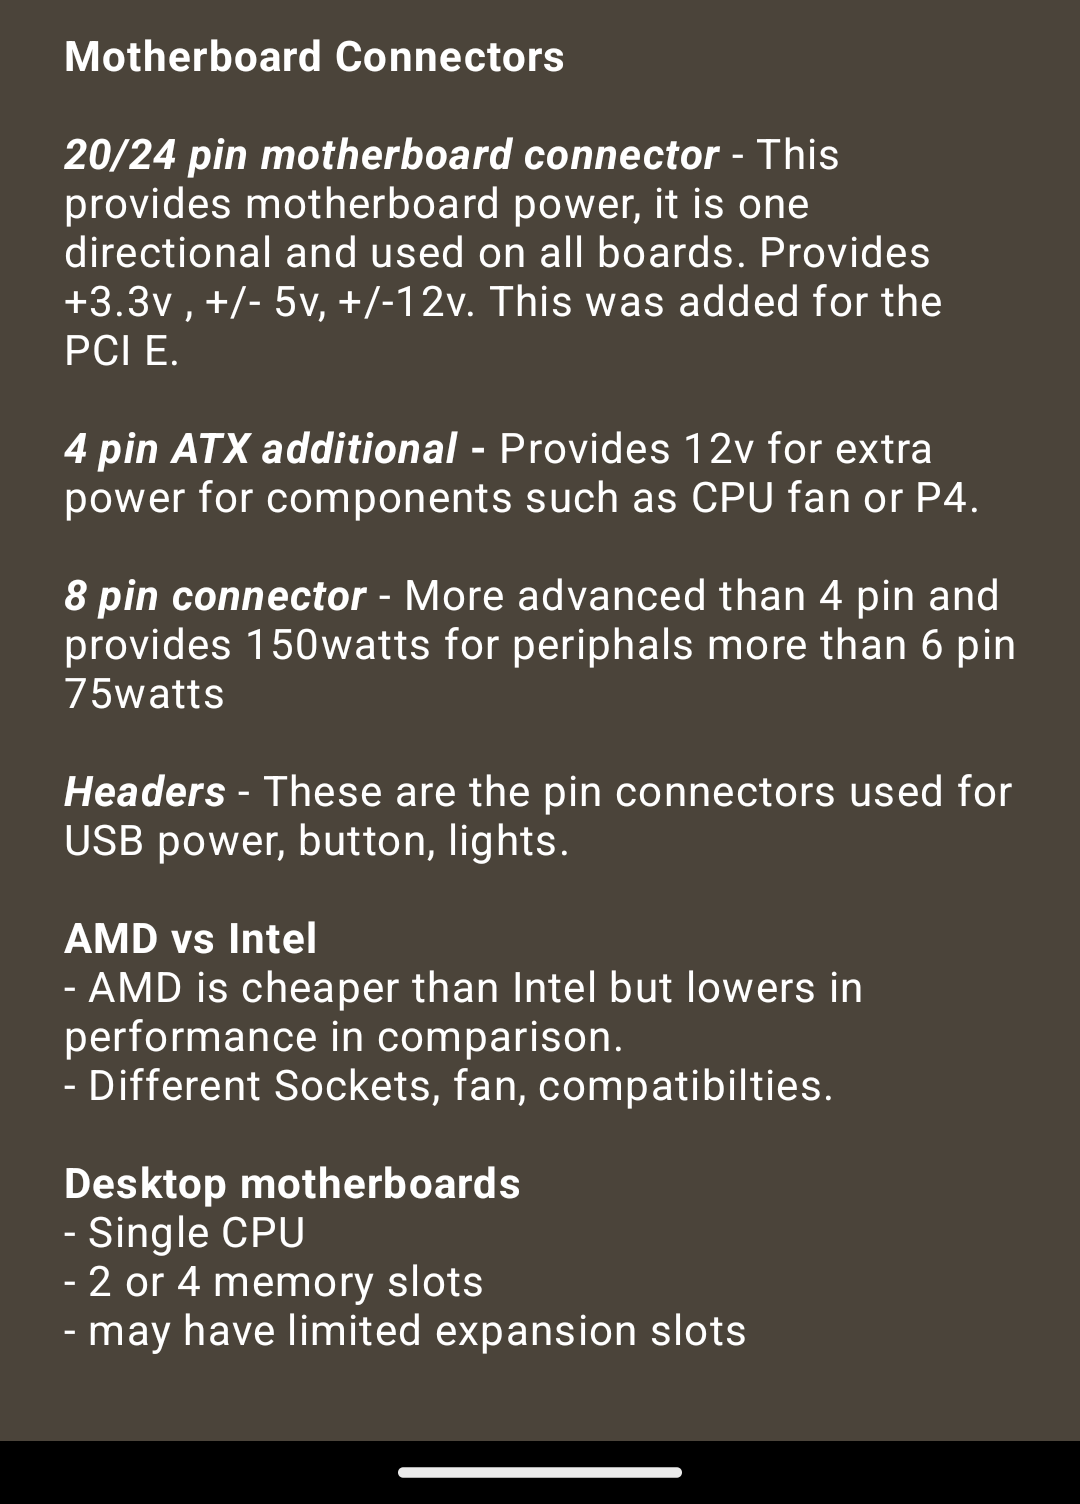 Motherboard Connectors
20/24 pin motherboard connector - This
provides motherboard power, it is one
directional and used on all boards. Provides
+3.3v , +/- 5v, +/-12v. This was added for the
PCI E.
4 pin ATX additional - Provides 12v for extra
power for components such as CPU fan or P4.
8 pin connector - More advanced than 4 pin and
provides 150watts for periphals more than 6 pin
75watts
Headers - These are the pin connectors used for
USB power, button, lights.
AMD vs Intel
- AMD is cheaper than Intel but lowers in
performance in comparison.
- Different Sockets, fan, compatibilties.
Desktop motherboards
- Single CPU
- 2 or 4 memory slots
- may have limited expansion slots